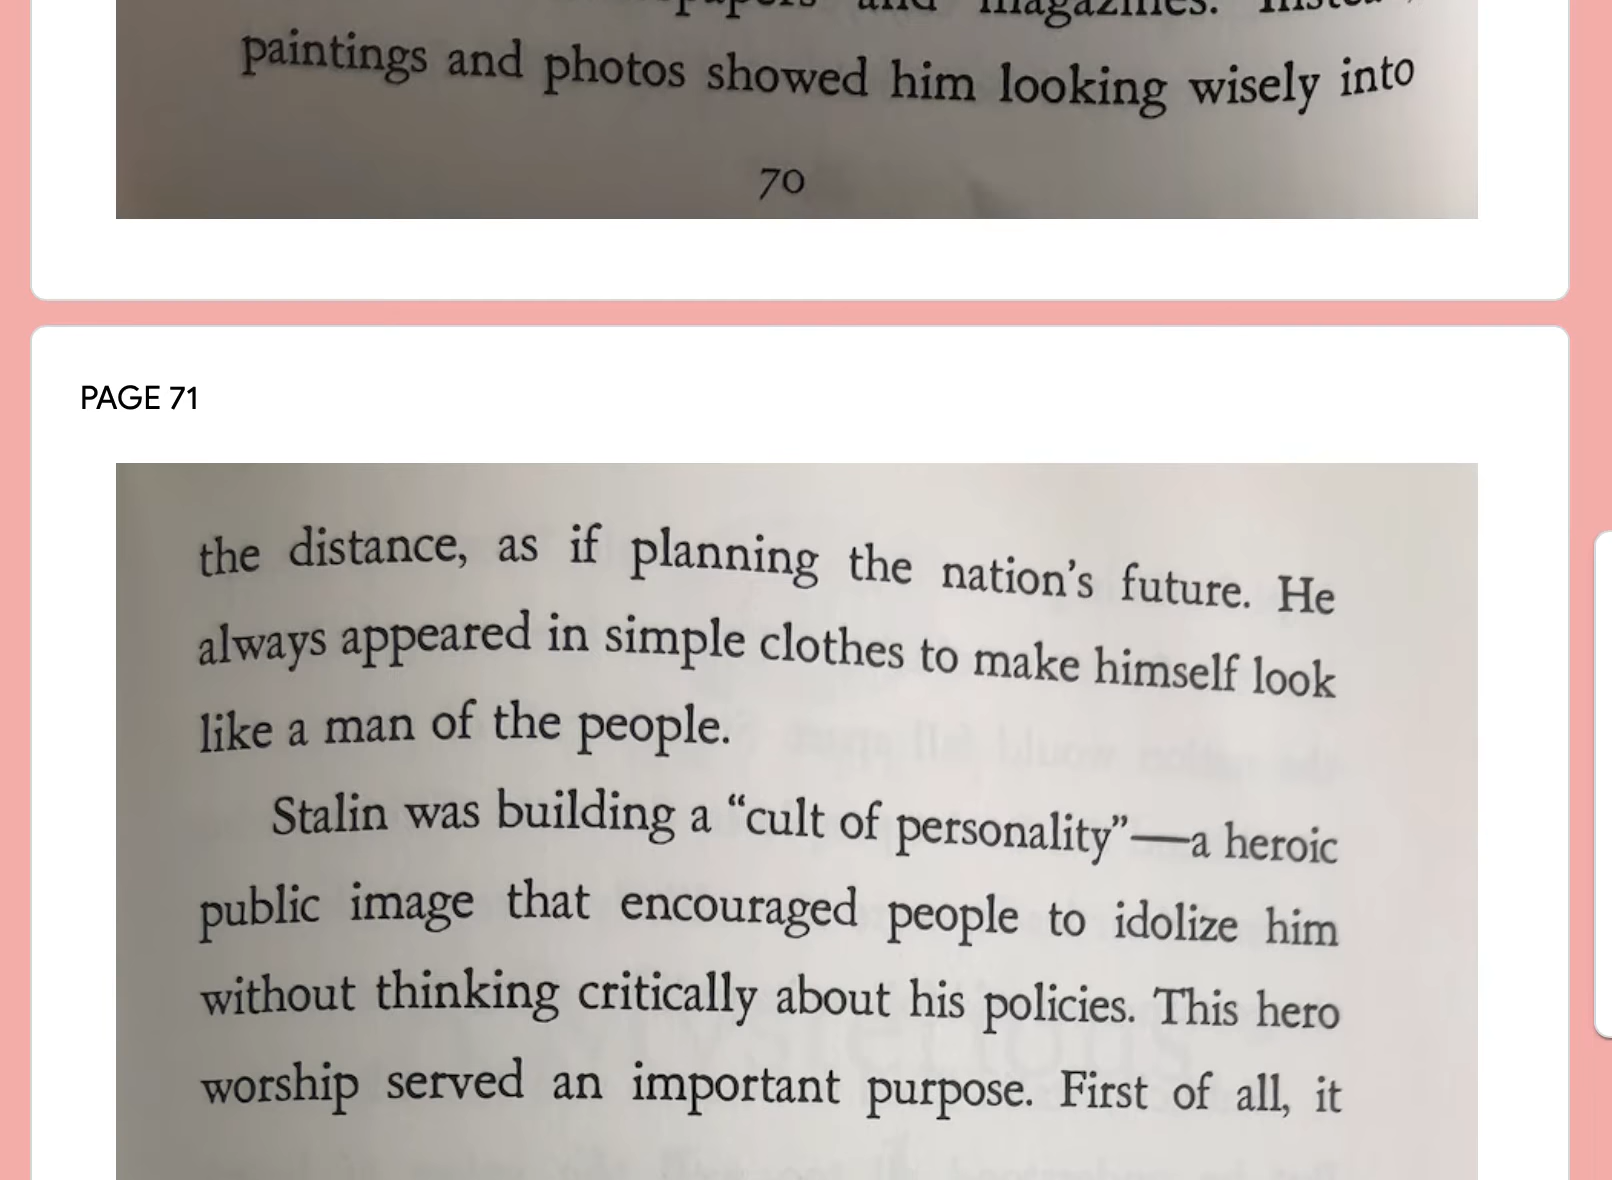 and magazines.
paintings and photos showed him looking wisely into
70
PAGE 71
the distance, as if planning the nation's future. He
always appeared in simple clothes to make himself look
like a man of the people.
Stalin was building a “cult of personality”—a heroic
public image that encouraged people to idolize him
without thinking critically about his policies. This hero
worship served an important purpose. First of all, it